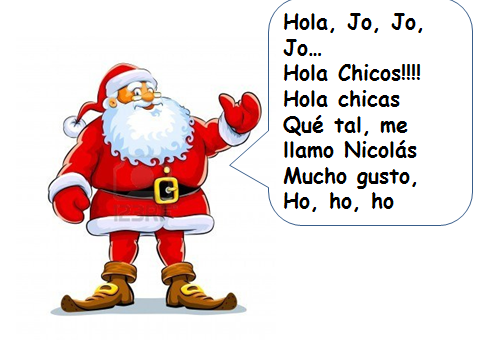 Hola, Jo, Jo,
Jo...
Hola Chicos!!!!
Hola chicas
Qué tal, me
llamo Nicolás
Mucho gusto,
Ho, ho, ho